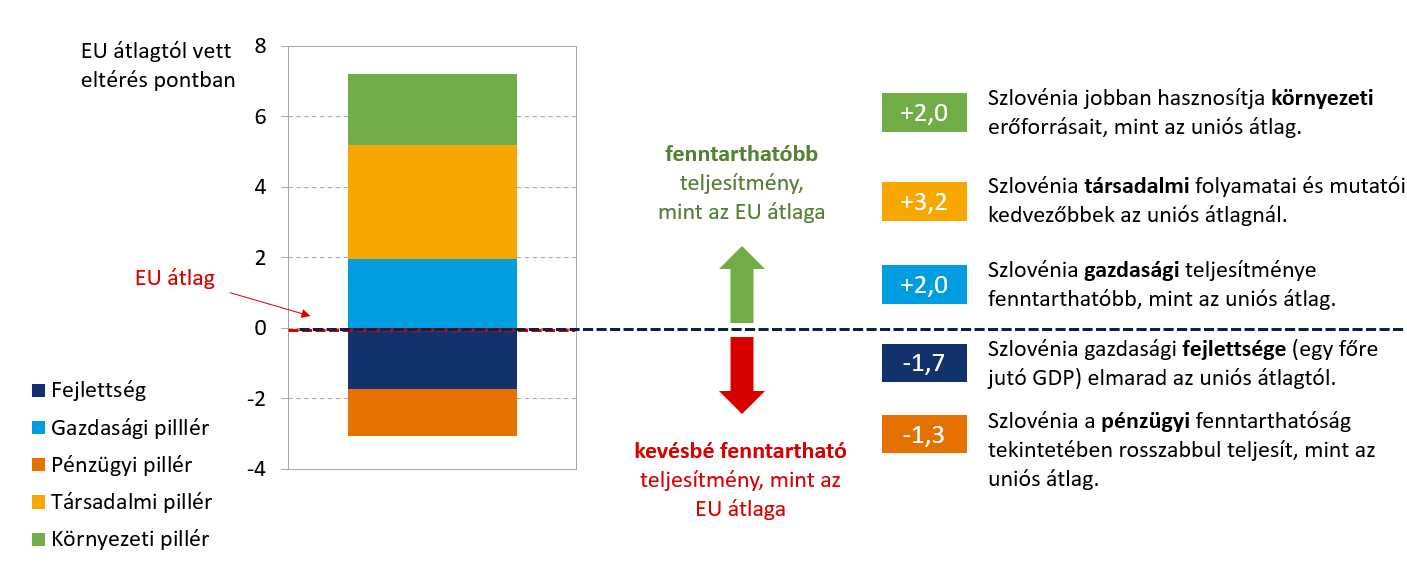 EU átlagtól vett
eltérés pontban
8
6
4
2
0
-2
-4
EU átlag
Fejlettség
Gazdasági pilllér
Pénzügyi pillér
Társadalmi pillér
Környezeti pillér
fenntarthatóbb
teljesítmény,
mint az EU átlaga
kevésbé fenntartható
teljesítmény, mint az
EU átlaga
+2,0
Szlovénia jobban hasznosítja környezeti
erőforrásait, mint az uniós átlag.
+3,2
Szlovénia társadalmi folyamatai és mutatói
kedvezőbbek az uniós átlagnál.
+2,0
Szlovénia gazdasági teljesítménye
fenntarthatóbb, mint az uniós átlag.
-1,7
Szlovénia gazdasági fejlettsége (egy főre
jutó GDP) elmarad az uniós átlagtól.
-1,3
Szlovénia a pénzügyi fenntarthatóság
tekintetében rosszabbul teljesít, mint az
uniós átlag.